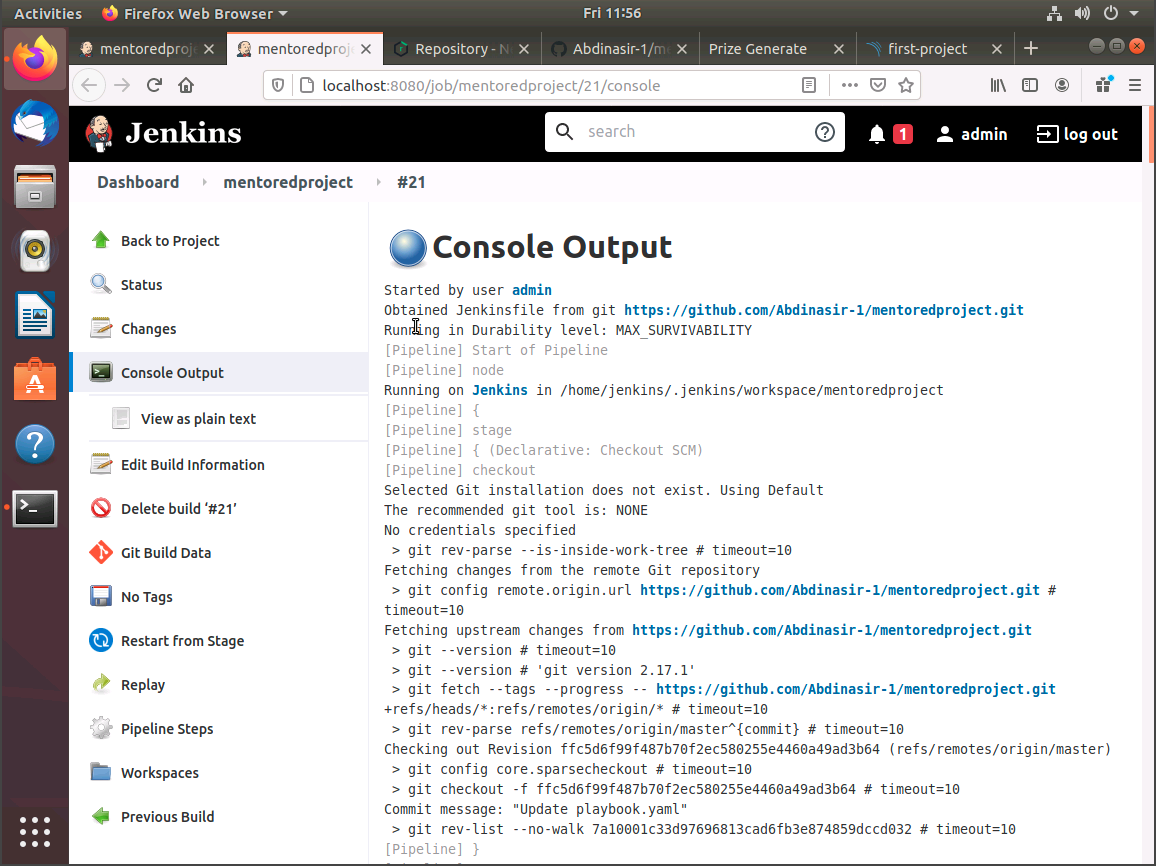 Activities
Firefox Web Browser
Fri 11:56
mentoredproj
mentoredproj
Repository - N
Abdinasir-1/me
Prize Generate
first-project
localhost:8080/job/mentoredproject/21/console
Jenkins
search
1
admin
log out
Dashboard
mentoredproject
#21
Back to Project
Status
Changes
Console Output
View as plain text
Edit Build Information
Delete build '#21'
Git Build Data
No Tags
Restart from Stage
Replay
Pipeline Steps
Workspaces
Previous Build
Console Output
Started by user admin
Obtained Jenkinsfile from git https://github.com/Abdinasir-1/mentoredproject.git
Running in Durability level: MAX_SURVIVABILITY
[Pipeline] Start of Pipeline
[Pipeline] node
Running on Jenkins in /home/jenkins/.jenkins/workspace/mentoredproject
[Pipeline] {
[Pipeline] stage
[Pipeline] { (Declarative: Checkout SCM)
[Pipeline] checkout
Selected Git installation does not exist. Using Default
The recommended git tool is: NONE
No credentials specified
> git rev-parse --is-inside-work-tree # timeout=10
Fetching changes from the remote Git repository
> git config remote.origin.url https://github.com/Abdinasir-1/mentoredproject.git #
timeout=10
Fetching upstream changes from https://github.com/Abdinasir-1/mentoredproject.git
> git --version # timeout=10
> git --version # 'git version 2.17.1'
> git fetch --tags --progress -- https://github.com/Abdinasir-1/mentoredproject.git
+refs/heads/*:refs/remotes/origin/* # timeout=10
> git rev-parse refs/remotes/origin/master^{commit} # timeout=10
Checking out Revision ffc5d6f99f487b70f2ec580255e4460a49ad3b64 (refs/remotes/origin/master)
> git config core.sparsecheckout # timeout=10
> git checkout -f ffc5d6f99f487b70f2ec580255e4460a49ad3b64 # timeout=10
Commit message: "Update playbook.yaml"
> git rev-list --no-walk 7a10001c33d97696813cad6fb3e874859dccd032 # timeout=10
[Pipeline] }